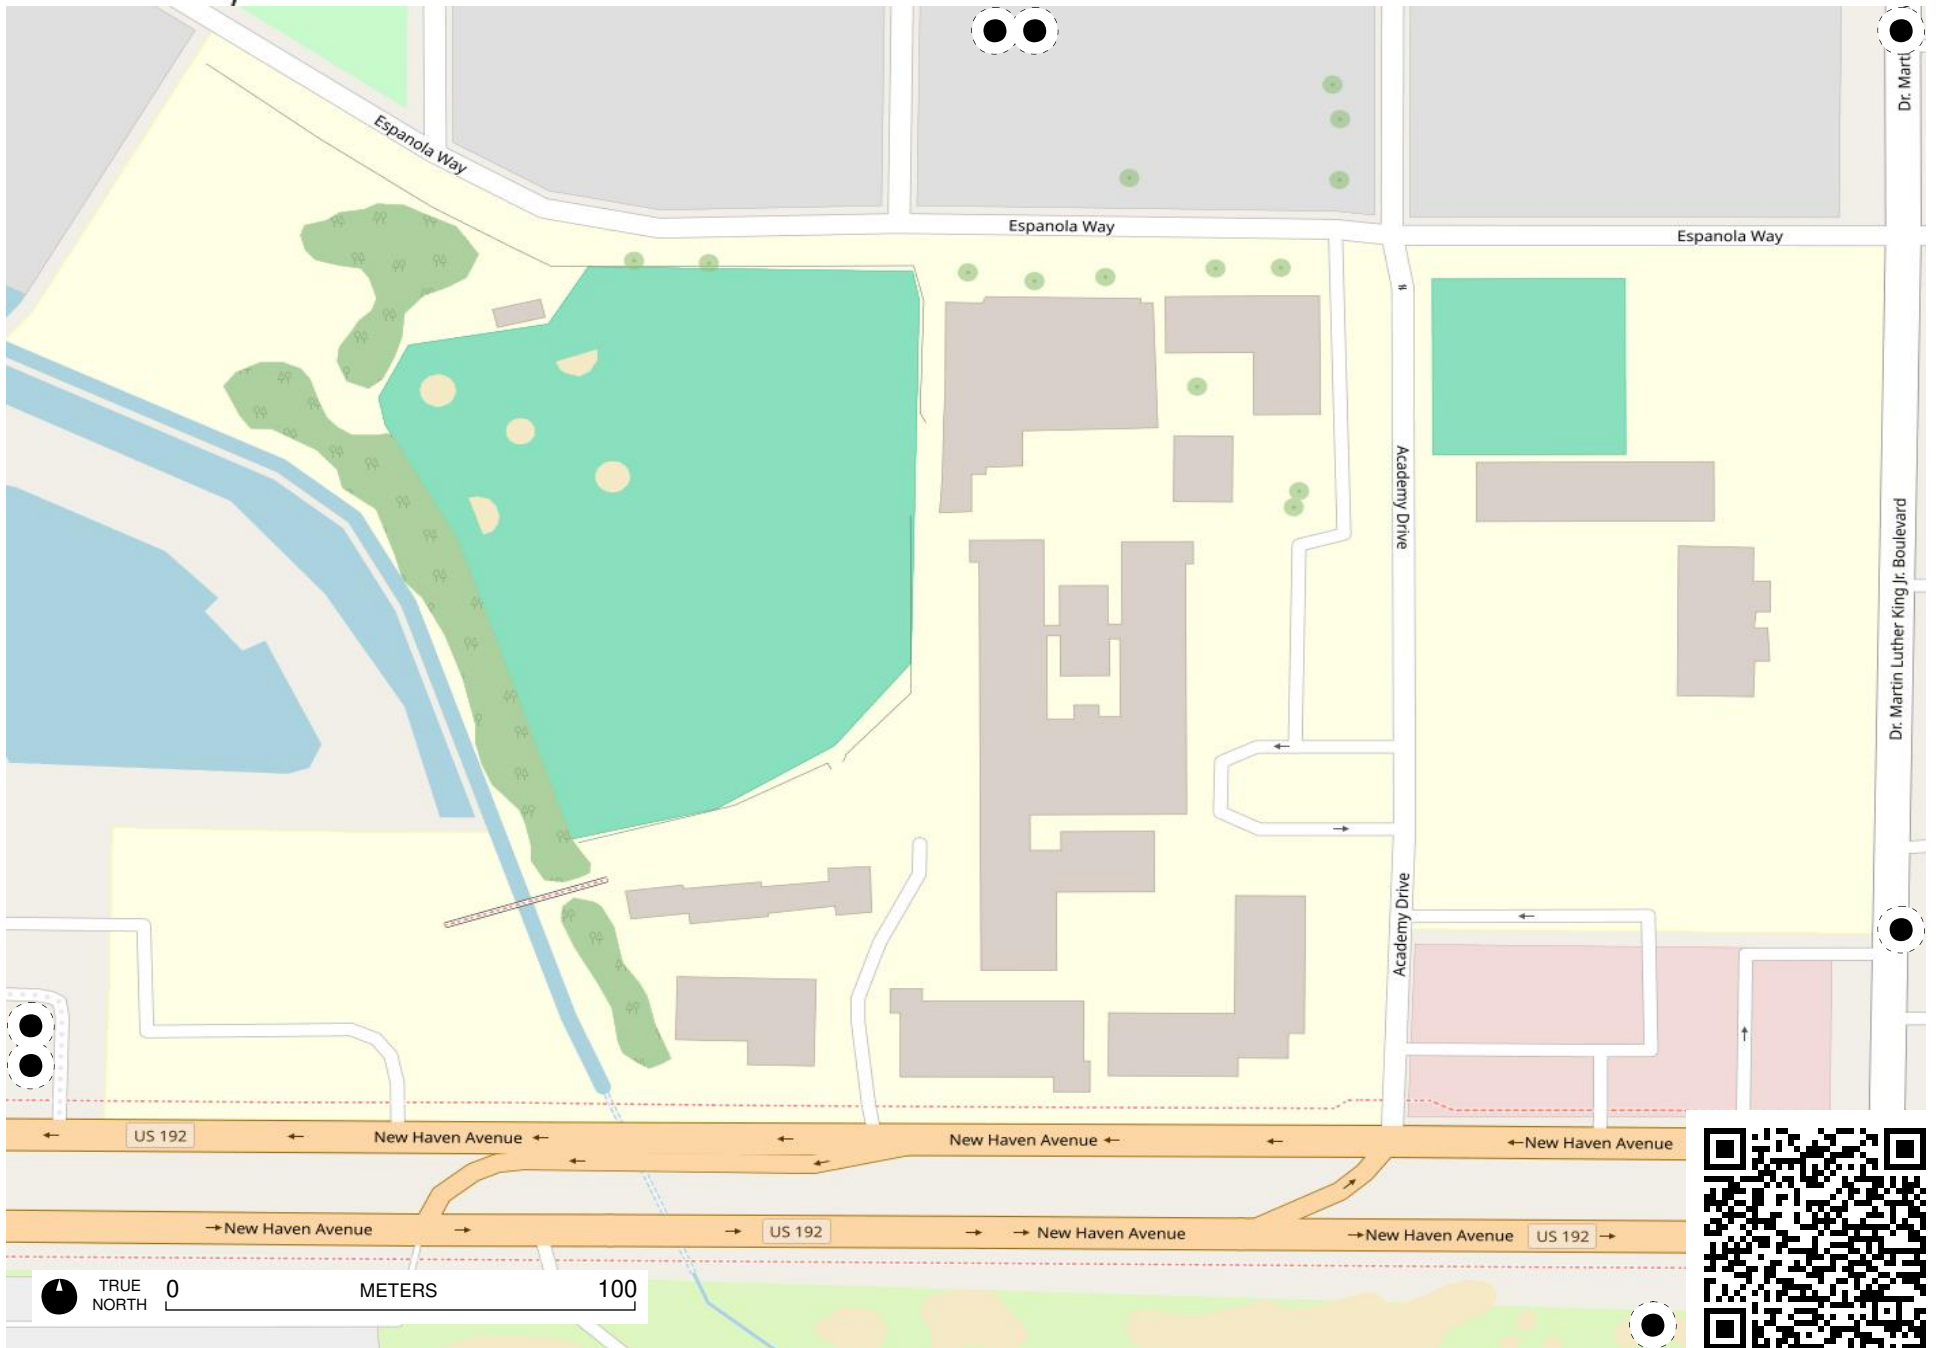 Dr. Marti
Espanola Way
Espanola Way
Espanola Way
Academy Drive
Dr. Martin Luther King Jr. Boulevard
Academy Drive
US 192
New Haven Avenue
New Haven Avenue
New Haven Avenue
New Haven Avenue
US 192
New Haven Avenue
New Haven Avenue
US 192
TRUE
NORTH
0
METERS
100